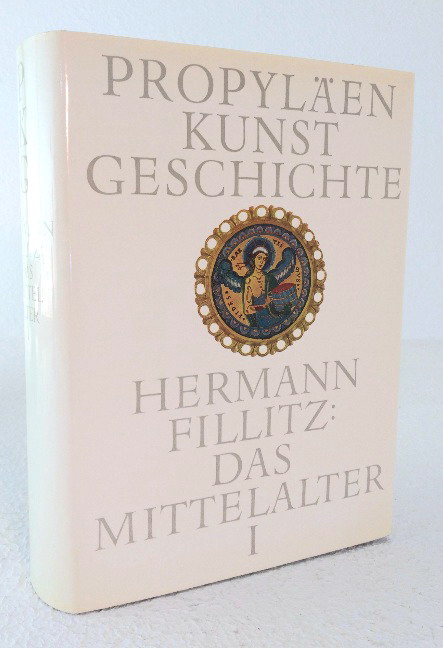 PROPYLÄEN
KUNST
GESCHICHTE
HERMANN
FILLITZ:
DAS
MITTELALTER
I